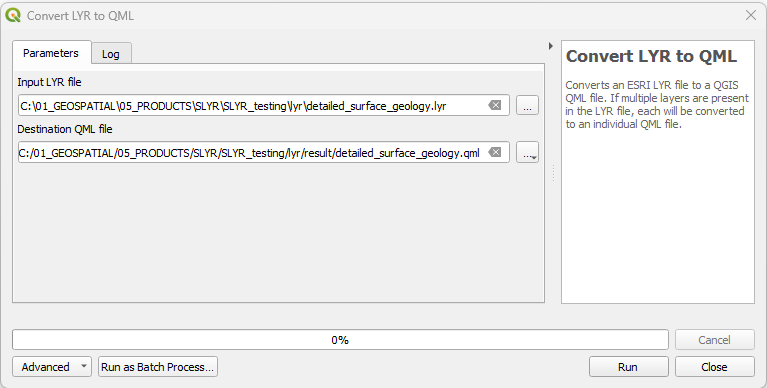 Convert LYR to QML
Parameters
Log
Input LYR file
C:\01_GEOSPATIAL\05_PRODUCTS\SLYR\SLYR_testing\lyr\detailed_surface_geology.lyr
...
Destination QML file
C:/01_GEOSPATIAL/05_PRODUCTS/SLYR/SLYR_testing/lyr/result/detailed_surface_geology.qml
...
Convert LYR to QML
Converts an ESRI LYR file to a QGIS
QML file. If multiple layers are present
in the LYR file, each will be converted
to an individual QML file.
0%
Cancel
Advanced
Run as Batch Process...
Run
Close